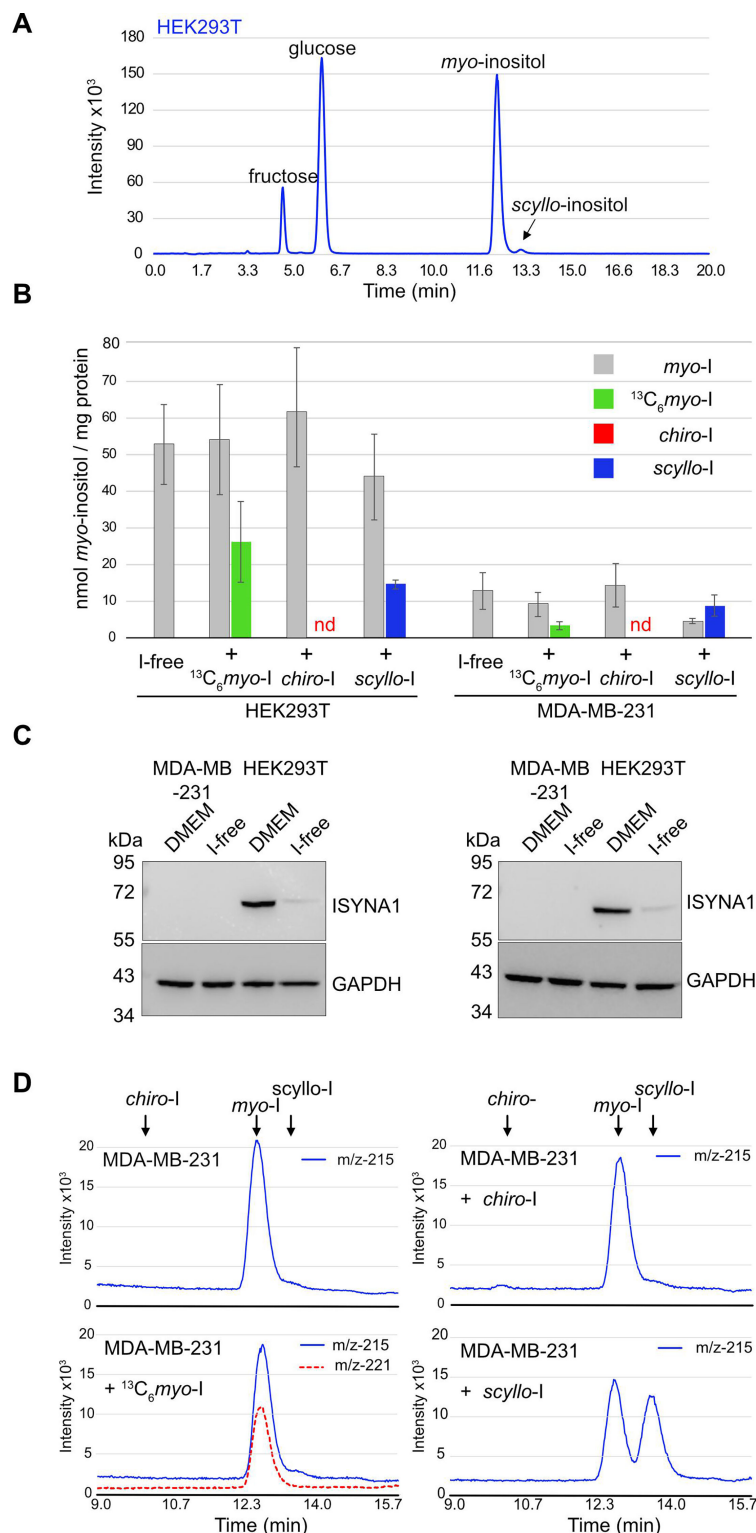 A
HEK293T
Intensity x10³
180
150
120
90
60
30
0
fructose
glucose
myo-inositol
scyllo-inositol
0.0 1.7 3.3 5.0 6.7 8.3 10.0 11.6 13.3 15.0 16.6 18.3 20.0
Time (min)
B
nmol myo-inositol / mg protein
80
70
60
50
40
30
20
10
0
myo-I
¹³C₆myo-I
chiro-I
scyllo-I
nd
nd
I-free + ¹³C₆myo-I + chiro-I + scyllo-I
I-free + ¹³C₆myo-I + chiro-I + scyllo-I
HEK293T
MDA-MB-231
C
MDA-MB
-231
HEK293T
kDa
DMEM
I-free
DMEM
I-free
95
72
55
43
34
ISYNA1
GAPDH
MDA-MB
-231
HEK293T
kDa
DMEM
I-free
DMEM
I-free
95
72
55
43
34
ISYNA1
GAPDH
D
chiro-I
myo-I
scyllo-I
Intensity x10³
20
15
10
5
0
MDA-MB-231
m/z-215
chiro-
myo-I
scyllo-I
Intensity x10³
20
15
10
5
0
MDA-MB-231
+ chiro-I
m/z-215
Intensity x10³
20
15
10
5
0
MDA-MB-231
+ ¹³C₆myo-I
m/z-215
m/z-221
9.0 10.7 12.3 14.0 15.7
Time (min)
Intensity x10³
20
15
10
5
0
MDA-MB-231
+ scyllo-I
m/z-215
9.0 10.7 12.3 14.0 15.7
Time (min)